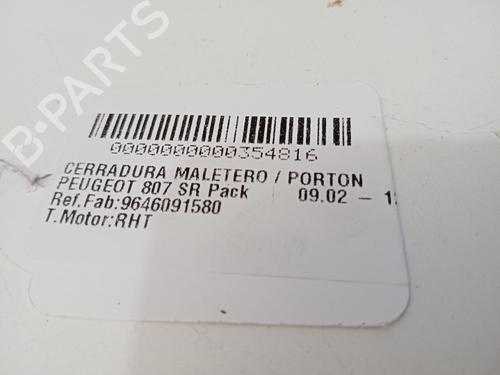 B-PARTS
0000000000354816
CERRADURA MALETERO / PORTON
PEUGEOT 807 SR Pack 09.02 –
Ref.Fab:9646091580
T.Motor:RHT